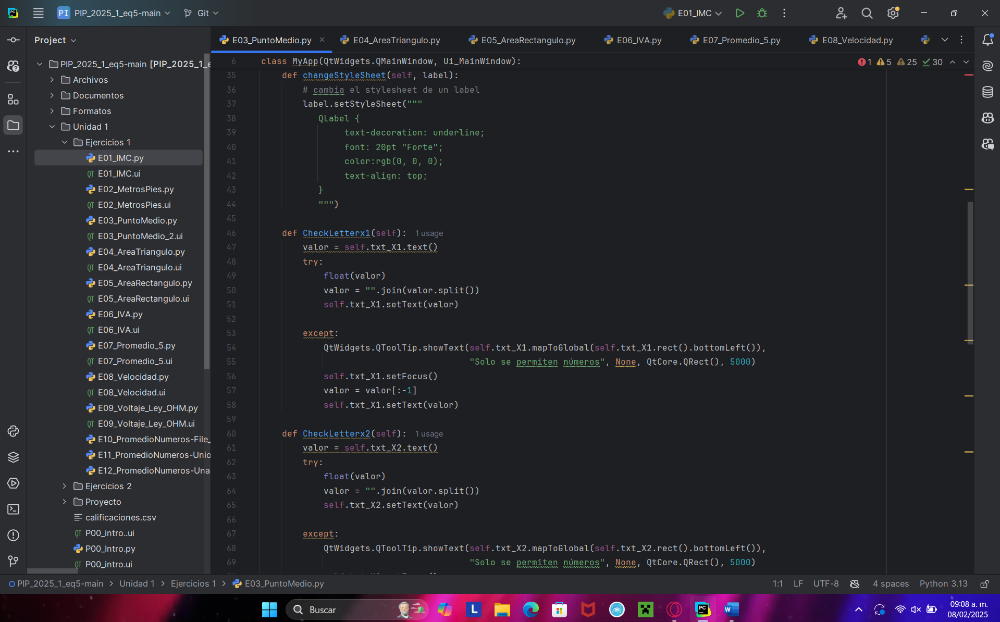 PI PIP_2025_1_eq5-main Git E01_IMC
Project
E03_PuntoMedio.py E04_AreaTriangulo.py E05_AreaRectangulo.py E06_IVA.py E07_Promedio_5.py E08_Velocidad.py
PIP_2025_1_eq5-main [PIP_2025_1_e
Archivos
Documentos
Formatos
Unidad 1
Ejercicios 1
E01_IMC.py
E01_IMC.ui
E02_MetrosPies.py
E02_MetrosPies.ui
E03_PuntoMedio.py
E03_PuntoMedio_2.ui
E04_AreaTriangulo.py
E04_AreaTriangulo.ui
E05_AreaRectangulo.py
E05_AreaRectangulo.ui
E06_IVA.py
E06_IVA.ui
E07_Promedio_5.py
E07_Promedio_5.ui
E08_Velocidad.py
E08_Velocidad.ui
E09_Voltaje_Ley_OHM.py
E09_Voltaje_Ley_OHM.ui
E10_PromedioNumeros-File_
E11_PromedioNumeros-Unio
E12_PromedioNumeros-Una
Ejercicios 2
Proyecto
calificaciones.csv
P00_intro..ui
P00_Intro.py
P00_intro.ui
6 class MyApp(QtWidgets.QMainWindow, Ui_MainWindow): 1 5 25 30
35 def changeStyleSheet(self, label):
36 # cambia el stylesheet de un label
37 label.setStyleSheet("""
38 QLabel {
39 text-decoration: underline;
40 font: 20pt "Forte";
41 color:rgb(0, 0, 0);
42 text-align: top;
43 }
44 """)
45
46 def CheckLetterx1(self): 1 usage
47 valor = self.txt_X1.text()
48 try:
49 float(valor)
50 valor = "".join(valor.split())
51 self.txt_X1.setText(valor)
52
53 except:
54 QtWidgets.QToolTip.showText(self.txt_X1.mapToGlobal(self.txt_X1.rect().bottomLeft()),
55 "Solo se permiten números", None, QtCore.QRect(), 5000)
56 self.txt_X1.setFocus()
57 valor = valor[:-1]
58 self.txt_X1.setText(valor)
59
60 def CheckLetterx2(self): 1 usage
61 valor = self.txt_X2.text()
62 try:
63 float(valor)
64 valor = "".join(valor.split())
65 self.txt_X2.setText(valor)
66
67 except:
68 QtWidgets.QToolTip.showText(self.txt_X2.mapToGlobal(self.txt_X2.rect().bottomLeft()),
69 "Solo se permiten números", None, QtCore.QRect(), 5000)
PIP_2025_1_eq5-main > Unidad 1 > Ejercicios 1 > E03_PuntoMedio.py 1:1 LF UTF-8 4 spaces Python 3.13
Buscar
09:08 a. m.
08/02/2025